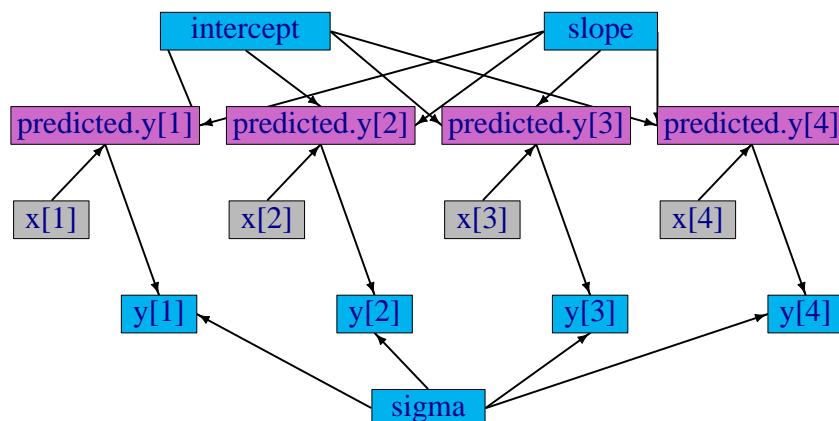 intercept slope
predicted.y[1] predicted.y[2] predicted.y[3] predicted.y[4]
x[1] x[2] x[3] x[4]
y[1] y[2] y[3] y[4]
sigma